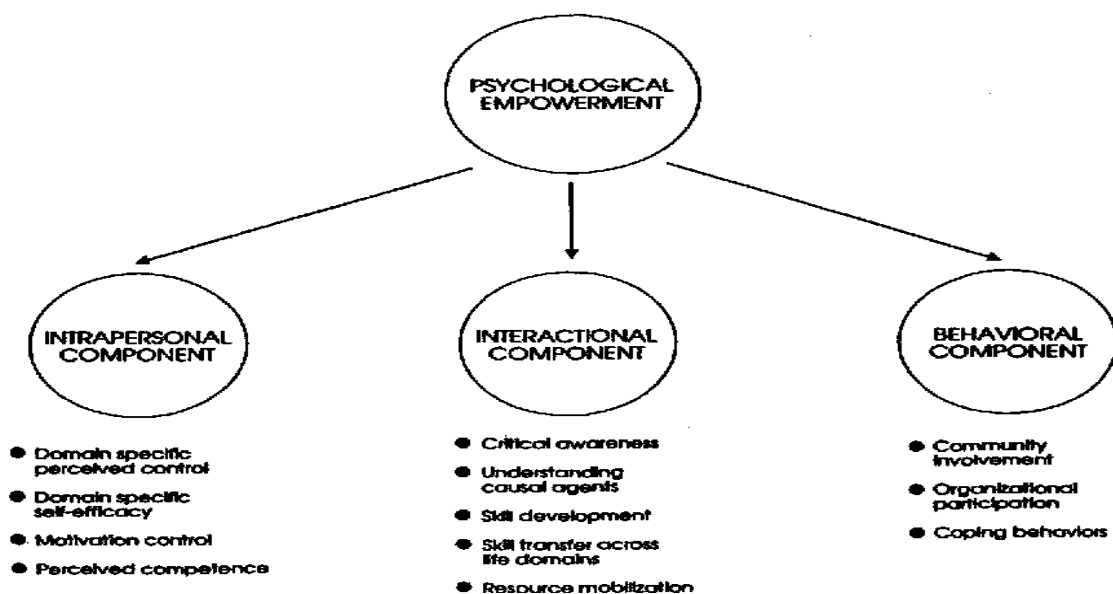 PSYCHOLOGICAL
EMPOWERMENT
INTRAPERSONAL
COMPONENT
● Domain specific
perceived control
● Domain specific
self-efficacy
● Motivation control
● Perceived competence
INTERACTIONAL
COMPONENT
● Critical awareness
● Understanding
causal agents
● Skill development
● Skill transfer across
life domains
● Resource mobilization
BEHAVIORAL
COMPONENT
● Community
involvement
● Organizational
participation
● Coping behaviors